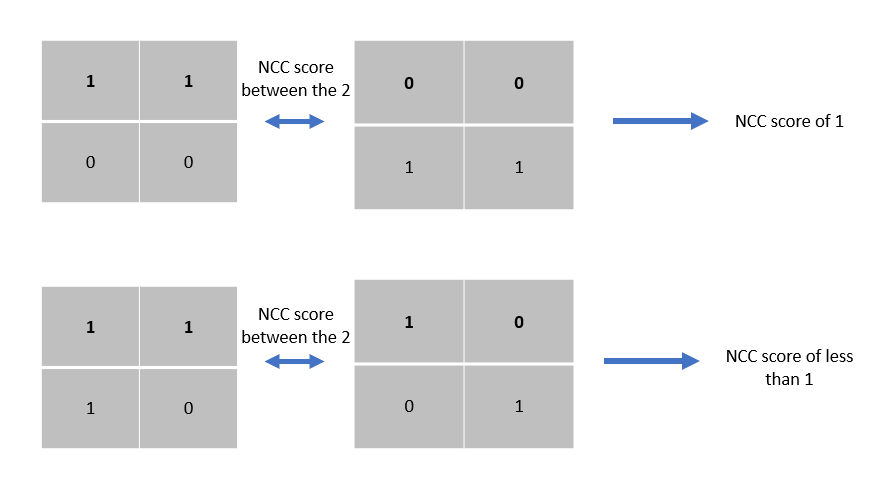 1 1
0 0
NCC score
between the 2
0 0
1 1
NCC score of 1
1 1
1 0
NCC score
between the 2
1 0
0 1
NCC score of less
than 1